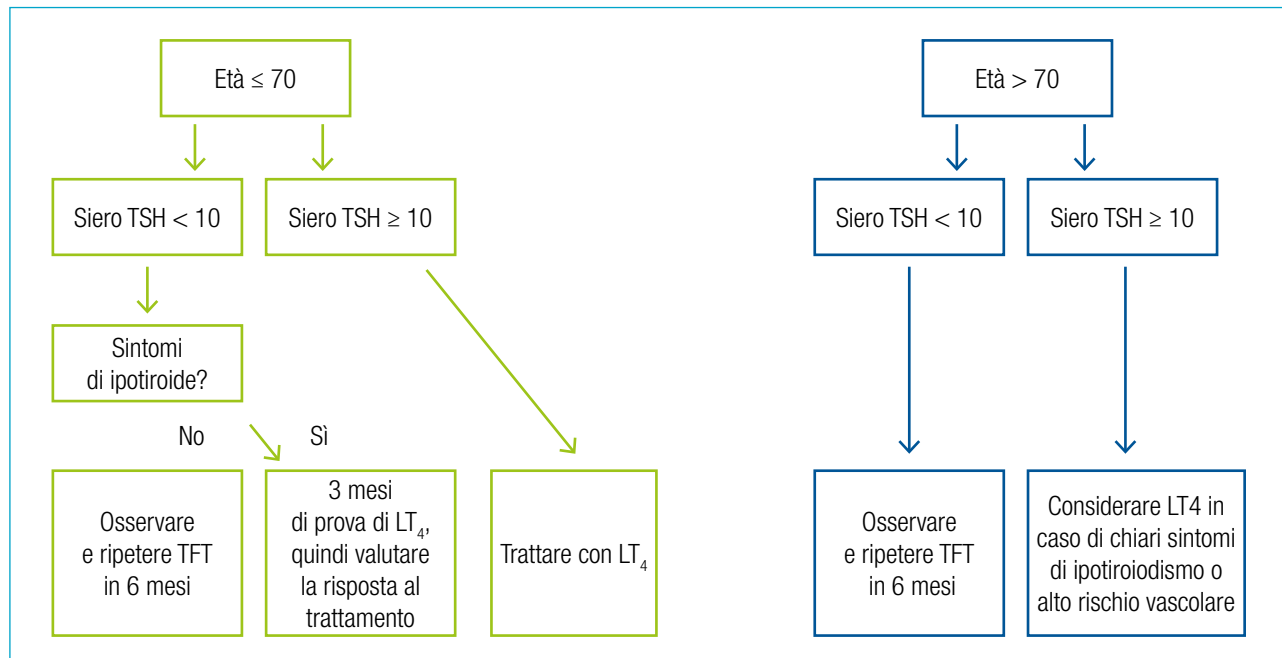 Età ≤ 70
Siero TSH < 10
Siero TSH ≥ 10
Sintomi
di ipotiroide?
No
Sì
Osservare
e ripetere TFT
in 6 mesi
3 mesi
di prova di LT₄,
quindi valutare
la risposta al
trattamento
Trattare con LT₄
Età > 70
Siero TSH < 10
Siero TSH ≥ 10
Osservare
e ripetere TFT
in 6 mesi
Considerare LT4 in
caso di chiari sintomi
di ipotiroiodismo o
alto rischio vascolare